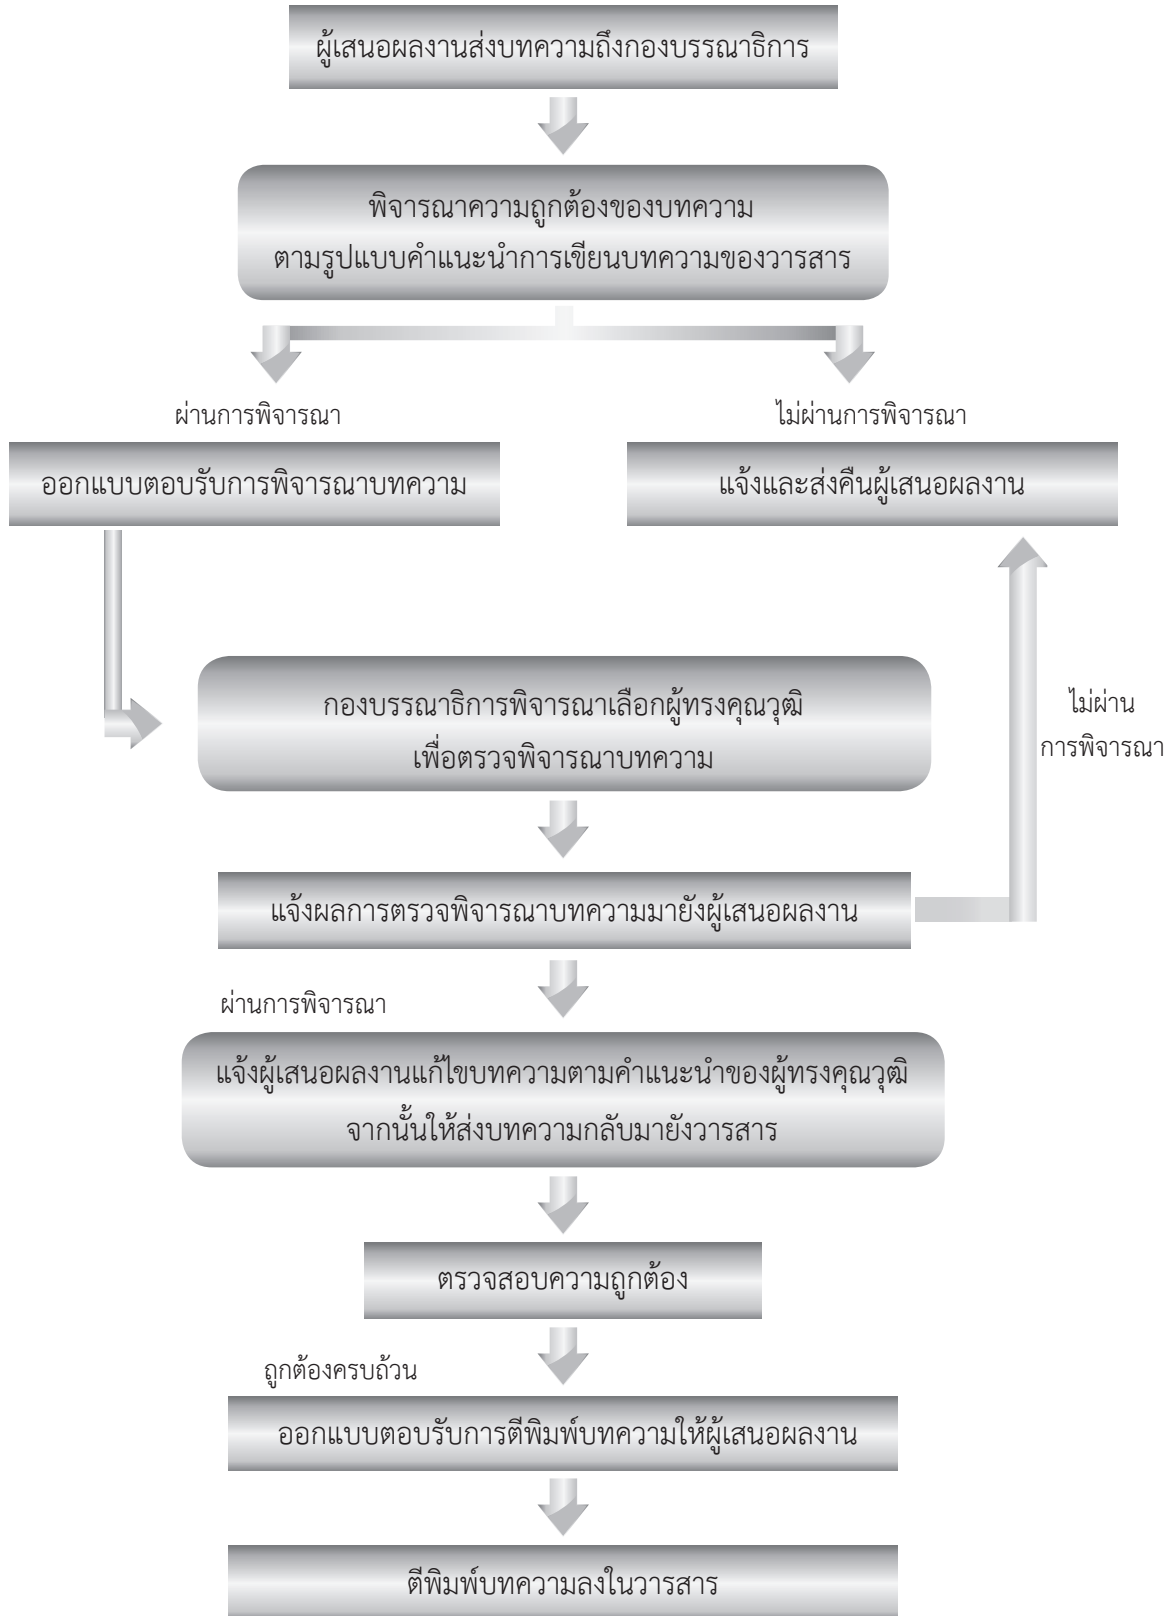 ผู้เสนอผลงานส่งบทความถึงกองบรรณาธิการ
พิจารณาความถูกต้องของบทความ
ตามรูปแบบคำแนะนำการเขียนบทความของวารสาร
ผ่านการพิจารณา
ไม่ผ่านการพิจารณา
ออกแบบตอบรับการพิจารณาบทความ
แจ้งและส่งคืนผู้เสนอผลงาน
กองบรรณาธิการพิจารณาเลือกผู้ทรงคุณวุฒิ
เพื่อตรวจพิจารณาบทความ
ไม่ผ่าน
การพิจารณา
แจ้งผลการตรวจพิจารณาบทความมายังผู้เสนอผลงาน
ผ่านการพิจารณา
แจ้งผู้เสนอผลงานแก้ไขบทความตามคำแนะนำของผู้ทรงคุณวุฒิ
จากนั้นให้ส่งบทความกลับมายังวารสาร
ตรวจสอบความถูกต้อง
ถูกต้องครบถ้วน
ออกแบบตอบรับการตีพิมพ์บทความให้ผู้เสนอผลงาน
ตีพิมพ์บทความลงในวารสาร